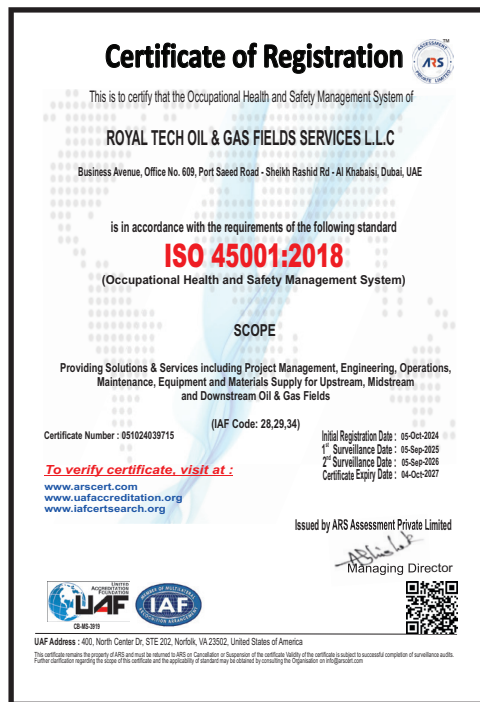 Certificate of Registration
ASSESSMENT
ARS
PRIVATE LIMITED
TM
This is to certify that the Occupational Health and Safety Management System of
ROYAL TECH OIL & GAS FIELDS SERVICES L.L.C
Business Avenue, Office No. 609, Port Saeed Road - Sheikh Rashid Rd - Al Khabaisi, Dubai, UAE
is in accordance with the requirements of the following standard
ISO 45001:2018
(Occupational Health and Safety Management System)
SCOPE
Providing Solutions & Services including Project Management, Engineering, Operations,
Maintenance, Equipment and Materials Supply for Upstream, Midstream
and Downstream Oil & Gas Fields
(IAF Code: 28,29,34)
Certificate Number : 051024039715
Initial Registration Date : 05-Oct-2024
1st Surveillance Date : 05-Sep-2025
2nd Surveillance Date : 05-Sep-2026
Certificate Expiry Date : 04-Oct-2027
To verify certificate, visit at :
www.arscert.com
www.uafaccreditation.org
www.iafcertsearch.org
Issued by ARS Assessment Private Limited
Abhishek
Managing Director
UNITED
ACCREDITATION
FOUNDATION
UAF
CB-MS-3919
MEMBER OF MULTILATERAL
IAF
RECOGNITION ARRANGEMENT
UAF Address : 400, North Center Dr, STE 202, Norfolk, VA 23502, United States of America
This certificate remains the property of ARS and must be returned to ARS on Cancellation or Suspension of the certificate Validity of the certificate is subject to successful completion of surveillance audits.
Further clarification regarding the scope of this certificate and the applicability of standard may be obtained by consulting the Organisation on info@arscert.com